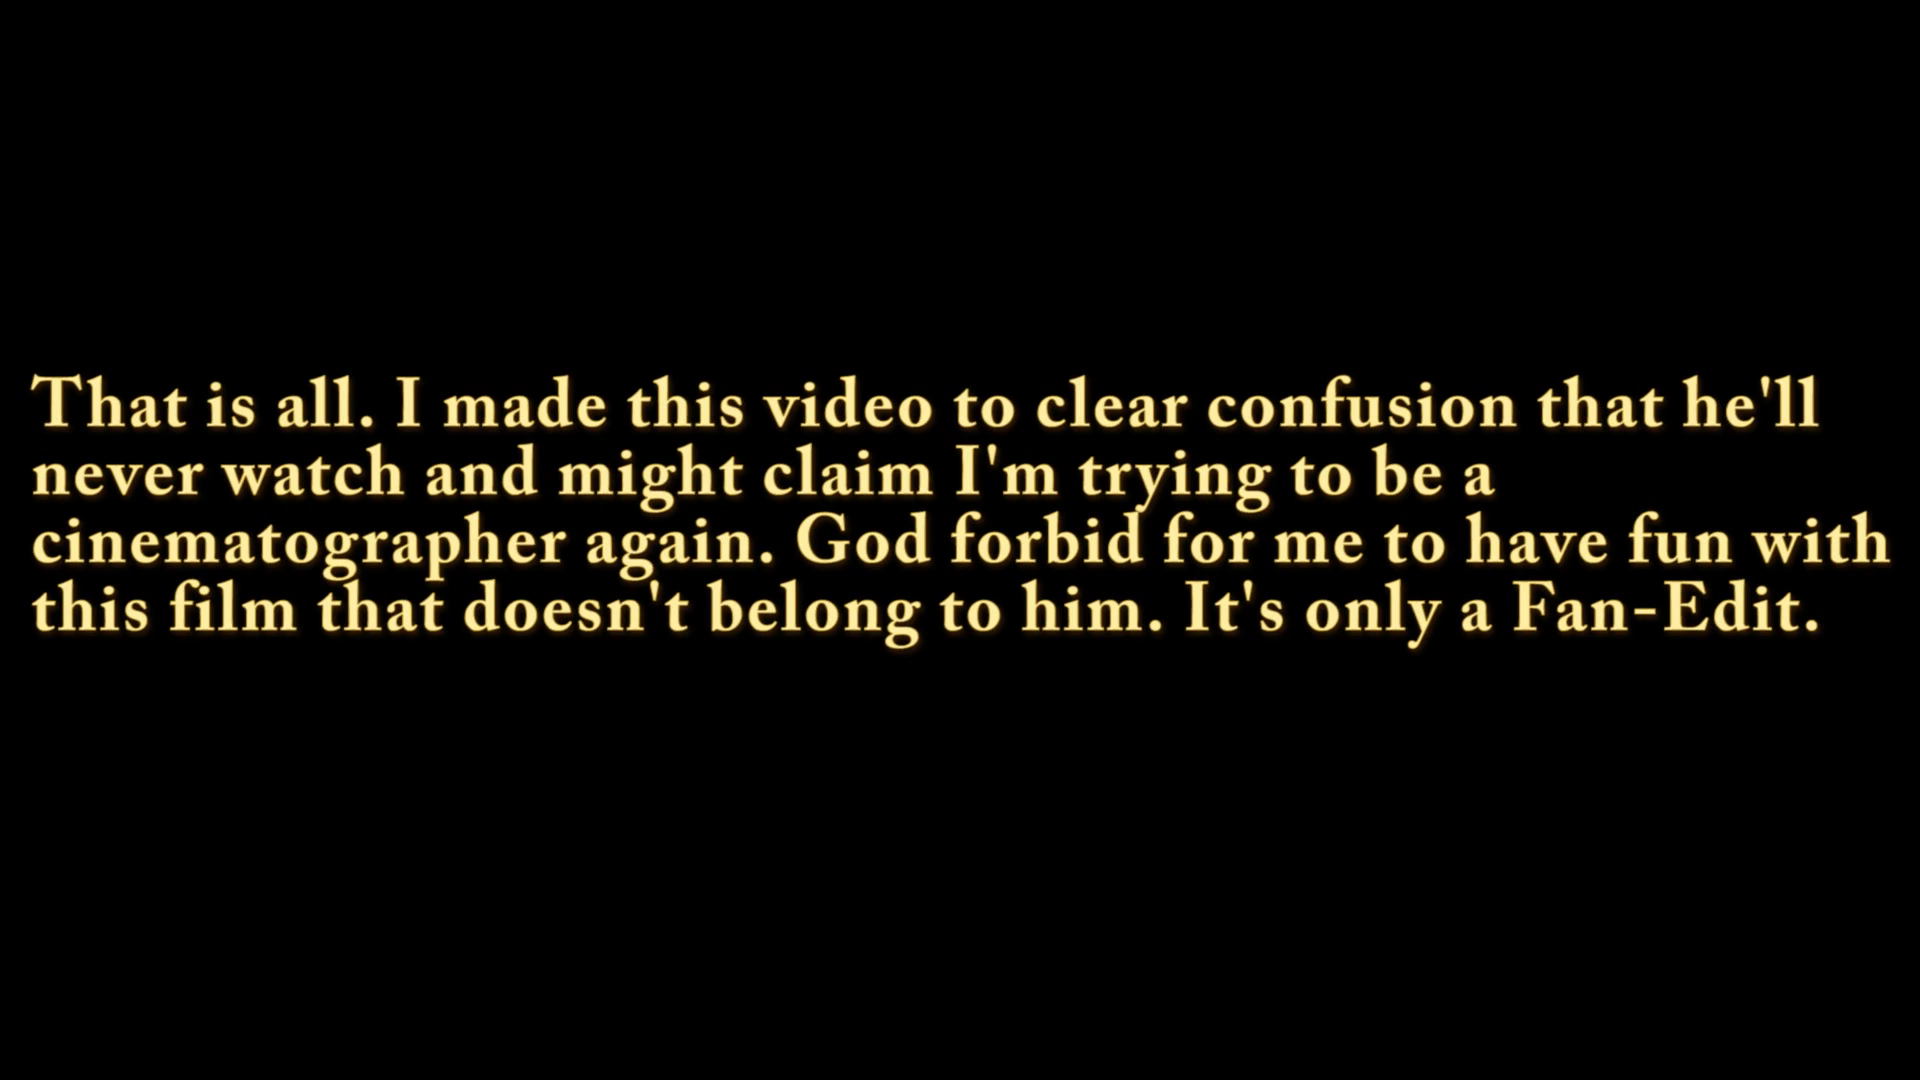 That is all. I made this video to clear confusion that he'll
never watch and might claim I'm trying to be a
cinematographer again. God forbid for me to have fun with
this film that doesn't belong to him. It's only a Fan-Edit.